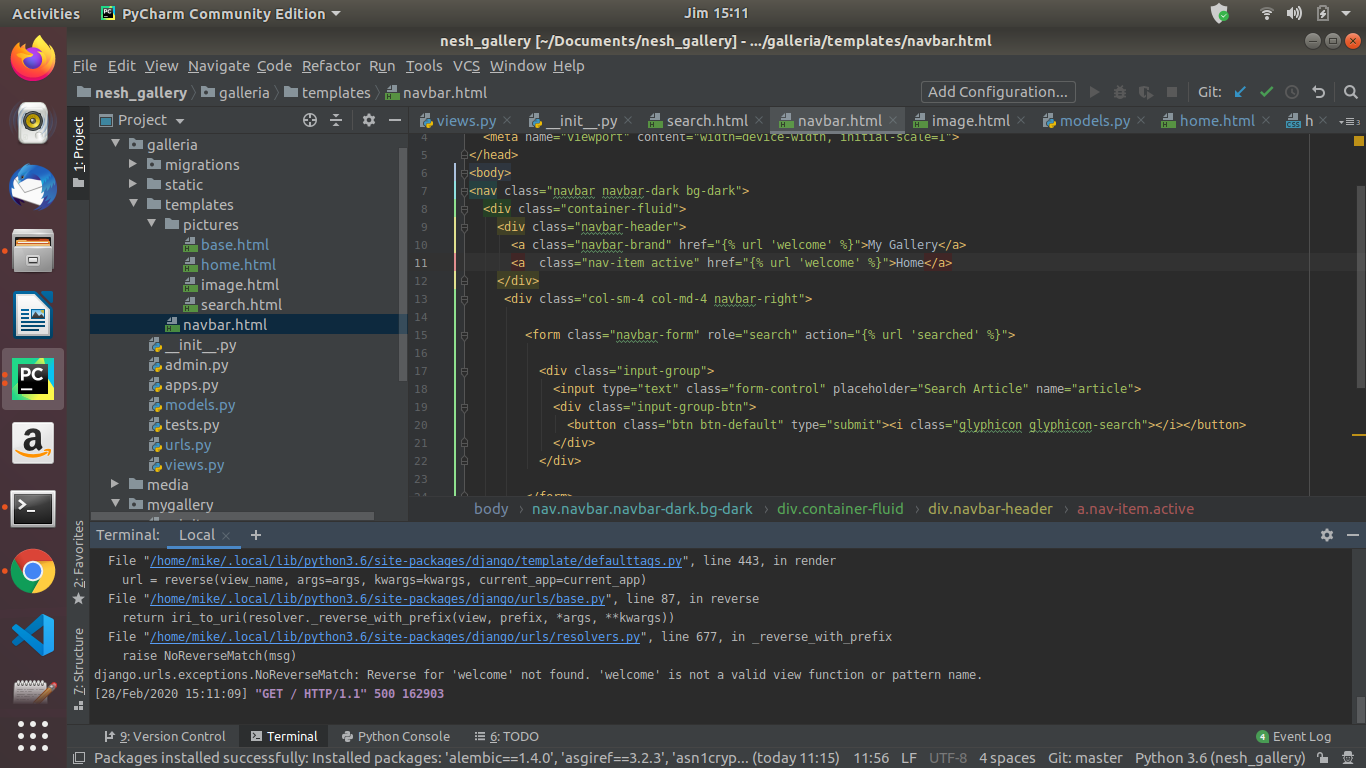 Activities PyCharm Community Edition Jim 15:11
nesh_gallery [~/Documents/nesh_gallery] - .../galleria/templates/navbar.html
File Edit View Navigate Code Refactor Run Tools VCS Window Help
nesh_gallery galleria templates navbar.html Add Configuration... Git:
1: Project
Project
views.py __init__.py search.html navbar.html image.html models.py home.html h
galleria
migrations
static
templates
pictures
base.html
home.html
image.html
search.html
navbar.html
__init__.py
admin.py
apps.py
models.py
tests.py
urls.py
views.py
media
mygallery
4 <meta name="viewport" content="width=device-width, initial-scale=1">
5 </head>
6 <body>
7 <nav class="navbar navbar-dark bg-dark">
8 <div class="container-fluid">
9 <div class="navbar-header">
10 <a class="navbar-brand" href="{% url 'welcome' %}">My Gallery</a>
11 <a  class="nav-item active" href="{% url 'welcome' %}">Home</a>
12 </div>
13 <div class="col-sm-4 col-md-4 navbar-right">
14
15 <form class="navbar-form" role="search" action="{% url 'searched' %}">
16
17 <div class="input-group">
18 <input type="text" class="form-control" placeholder="Search Article" name="article">
19 <div class="input-group-btn">
20 <button class="btn btn-default" type="submit"><i class="glyphicon glyphicon-search"></i></button>
21 </div>
22 </div>
23
24 </form>
body nav.navbar.navbar-dark.bg-dark div.container-fluid div.navbar-header a.nav-item.active
Terminal: Local +
2: Favorites
7: Structure
File "/home/mike/.local/lib/python3.6/site-packages/django/template/defaulttags.py", line 443, in render
url = reverse(view_name, args=args, kwargs=kwargs, current_app=current_app)
File "/home/mike/.local/lib/python3.6/site-packages/django/urls/base.py", line 87, in reverse
return iri_to_uri(resolver._reverse_with_prefix(view, prefix, *args, **kwargs))
File "/home/mike/.local/lib/python3.6/site-packages/django/urls/resolvers.py", line 677, in _reverse_with_prefix
raise NoReverseMatch(msg)
django.urls.exceptions.NoReverseMatch: Reverse for 'welcome' not found. 'welcome' is not a valid view function or pattern name.
[28/Feb/2020 15:11:09] "GET / HTTP/1.1" 500 162903
9: Version Control Terminal Python Console 6: TODO 4 Event Log
Packages installed successfully: Installed packages: 'alembic==1.4.0', 'asgiref==3.2.3', 'asn1cryp... (today 11:15) 11:56 LF UTF-8 4 spaces Git: master Python 3.6 (nesh_gallery)